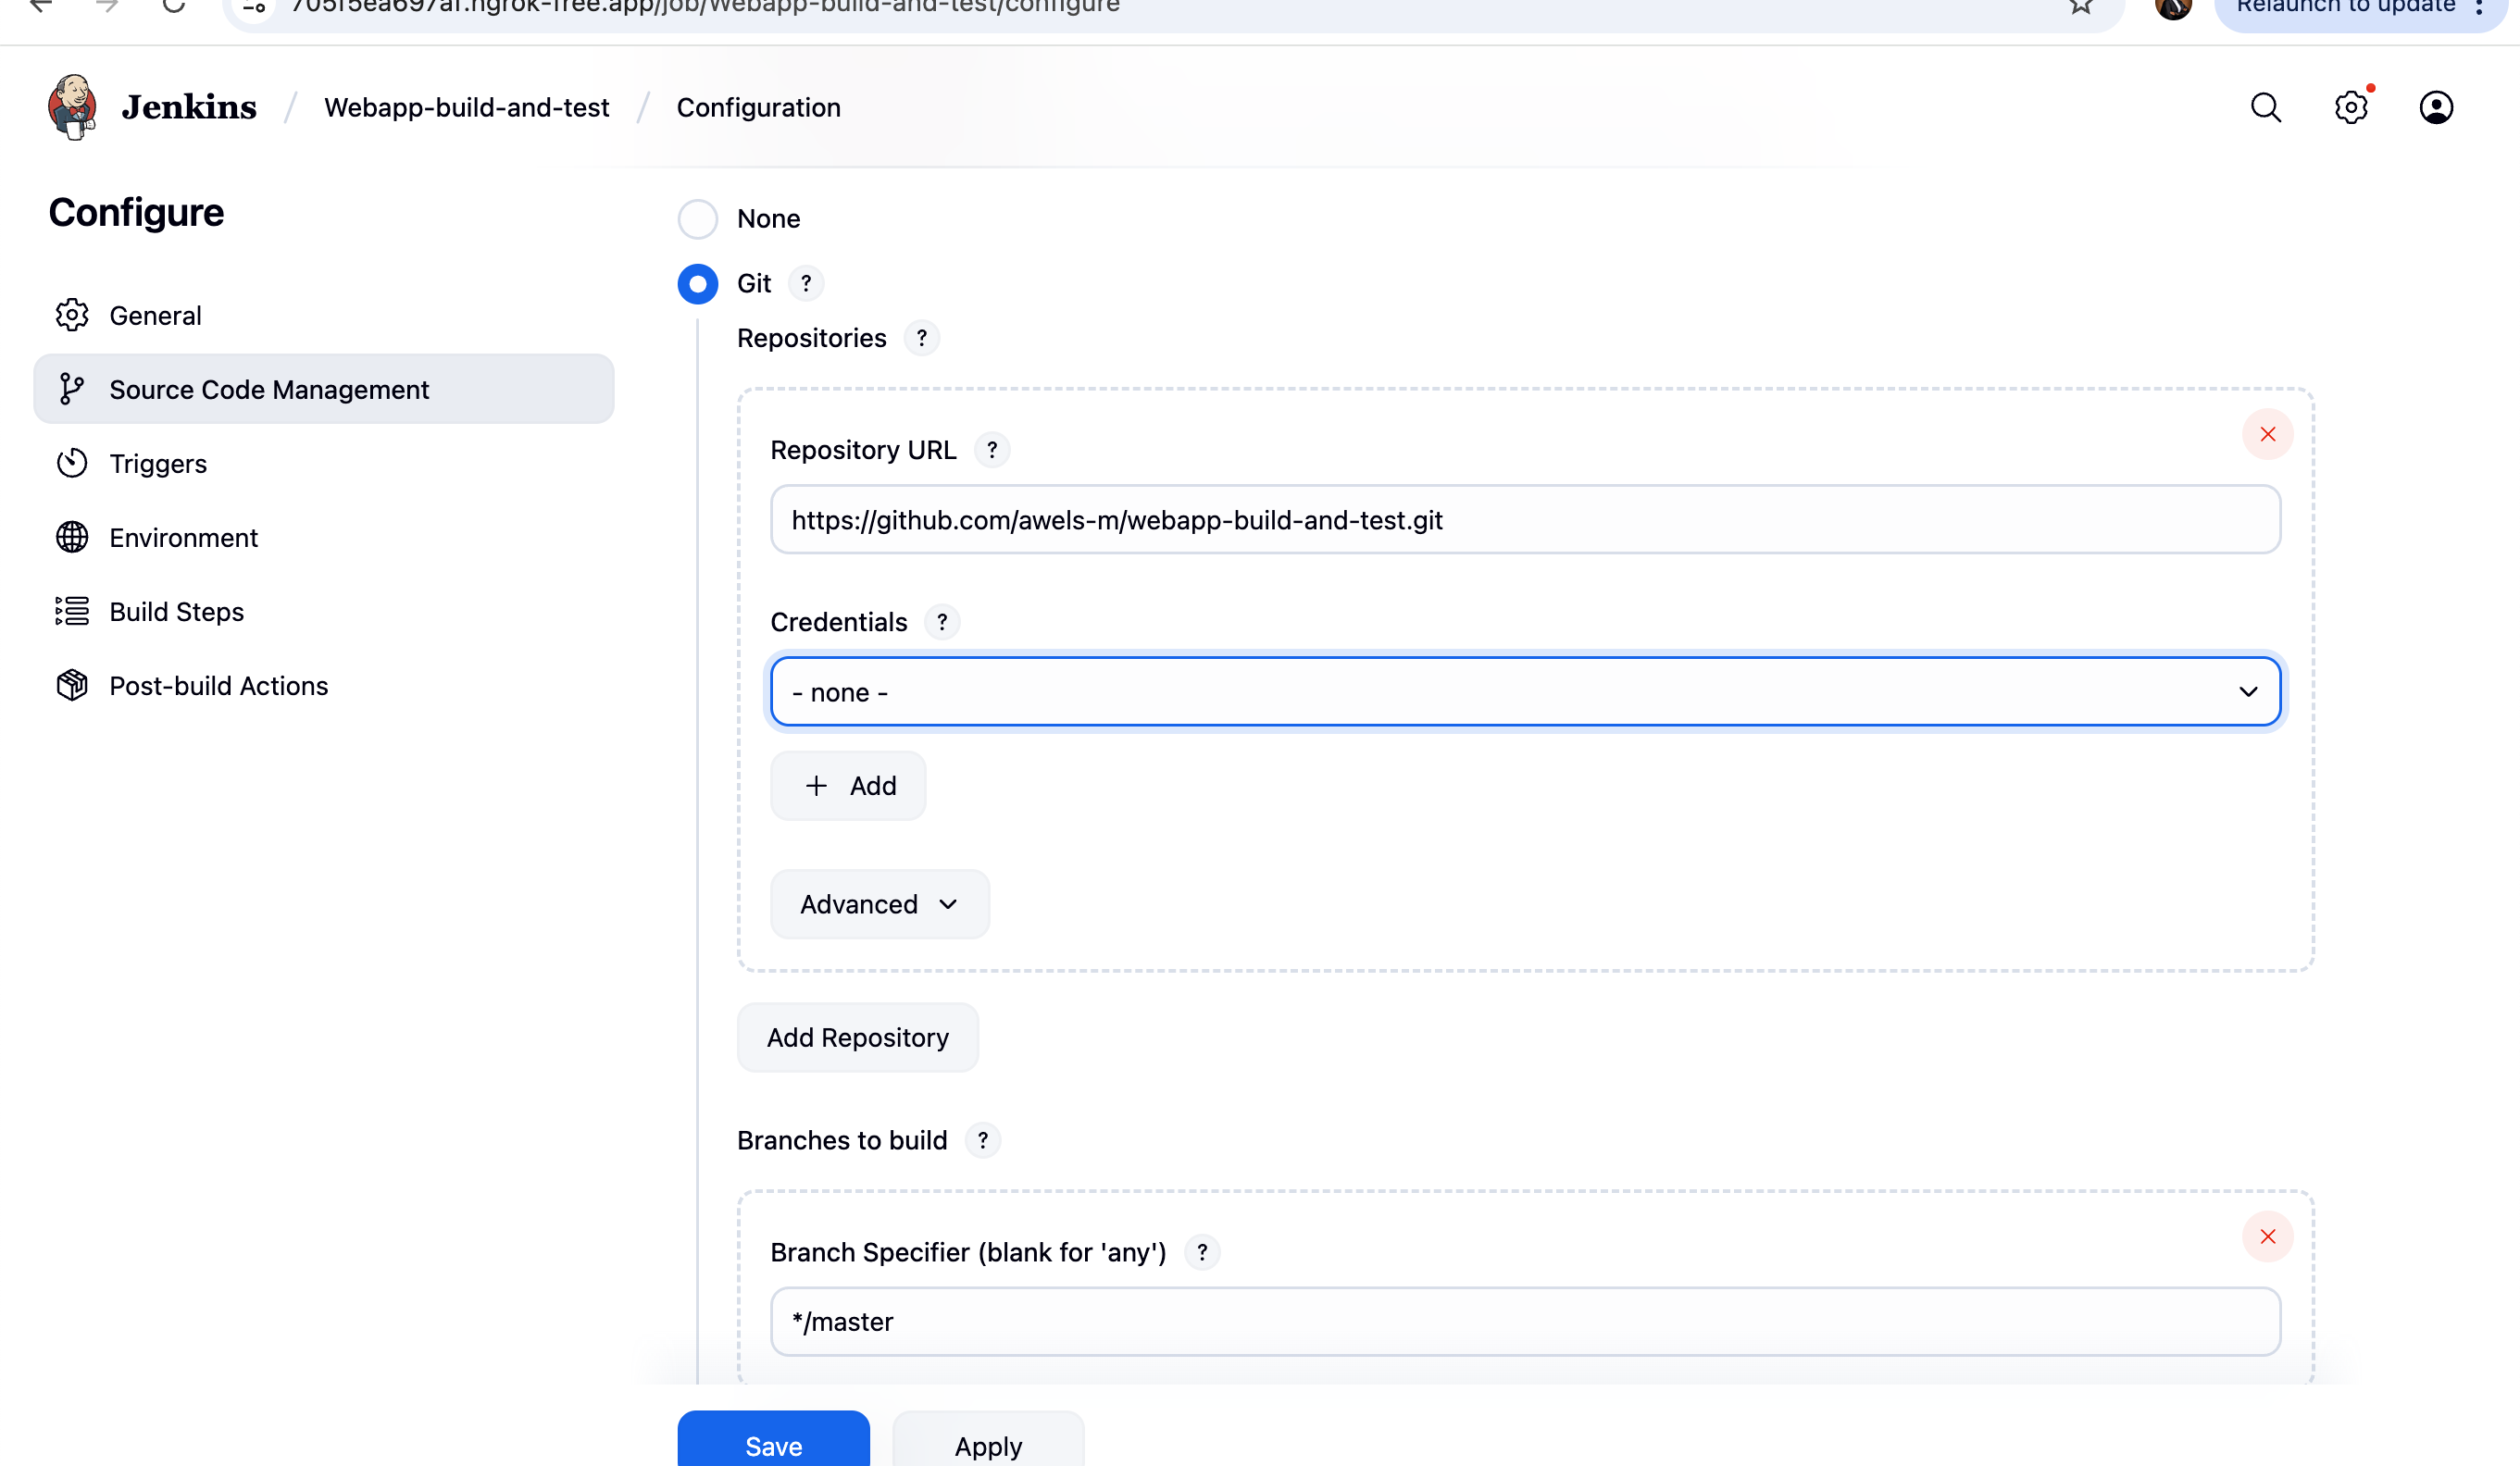 705f5ea697af.ngrok-free.app/job/Webapp-build-and-test/configure
Relaunch to update
Jenkins / Webapp-build-and-test / Configuration
Configure
General
Source Code Management
Triggers
Environment
Build Steps
Post-build Actions
None
Git ?
Repositories ?
Repository URL ?
https://github.com/awels-m/webapp-build-and-test.git
Credentials ?
- none -
+ Add
Advanced
Add Repository
Branches to build ?
Branch Specifier (blank for 'any') ?
*/master
Save
Apply